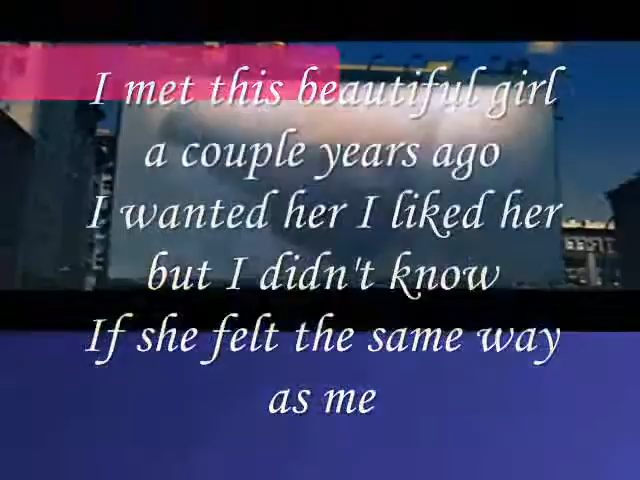 I met this beautiful girl
a couple years ago
I wanted her I liked her
but I didn't know
If she felt the same way
as me